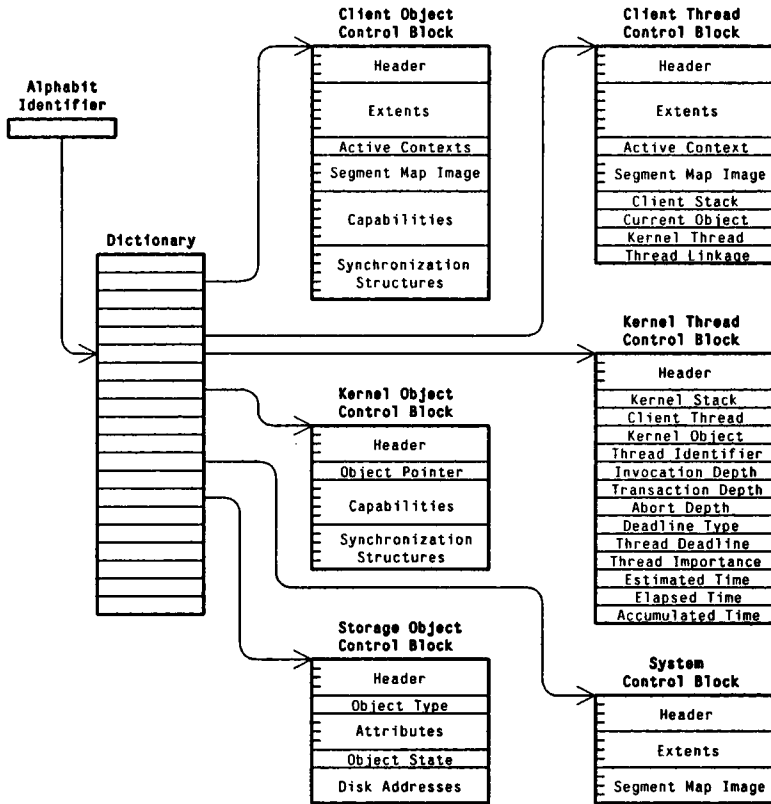 Alphabit
Identifier
Dictionary
Client Object
Control Block
Header
Extents
Active Contexts
Segment Map Image
Capabilities
Synchronization
Structures
Client Thread
Control Block
Header
Extents
Active Context
Segment Map Image
Client Stack
Current Object
Kernel Thread
Thread Linkage
Kernel Object
Control Block
Header
Object Pointer
Capabilities
Synchronization
Structures
Kernel Thread
Control Block
Header
Kernel Stack
Client Thread
Kernel Object
Thread Identifier
Invocation Depth
Transaction Depth
Abort Depth
Deadline Type
Thread Deadline
Thread Importance
Estimated Time
Elapsed Time
Accumulated Time
Storage Object
Control Block
Header
Object Type
Attributes
Object State
Disk Addresses
System
Control Block
Header
Extents
Segment Map Image